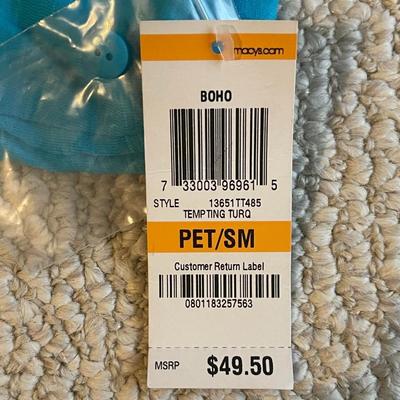 macys.com
BOHO
7 33003 96961 5
STYLE 13651TT485
TEMPTING TURQ
PET/SM
Customer Return Label
0801183257563
MSRP $49.50